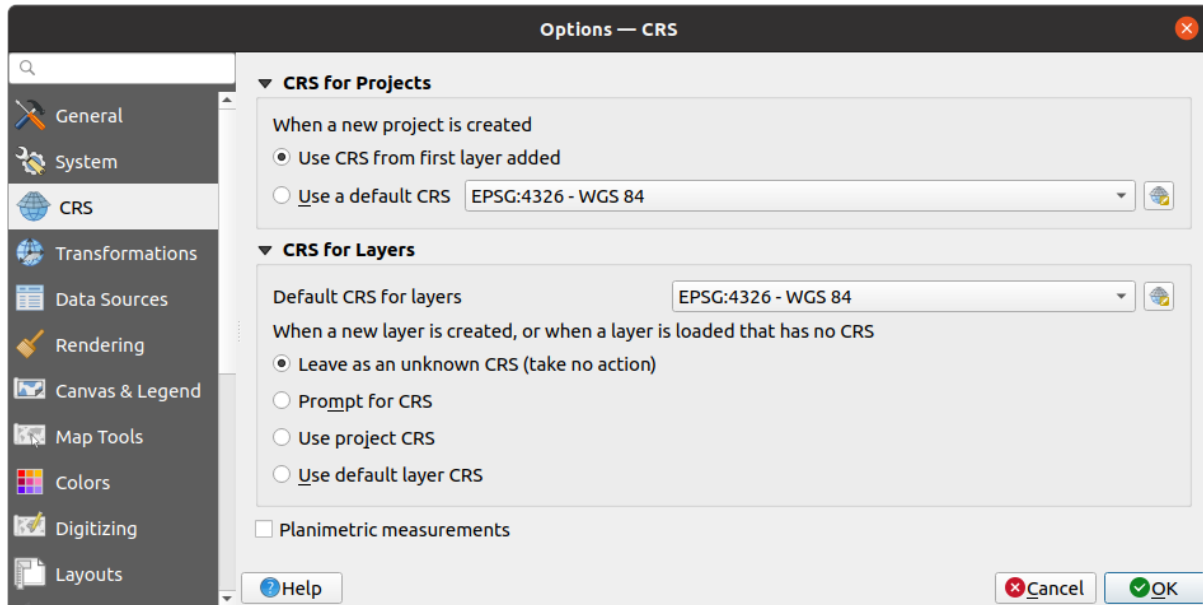 Options — CRS
General
System
CRS
Transformations
Data Sources
Rendering
Canvas & Legend
Map Tools
Colors
Digitizing
Layouts
CRS for Projects
When a new project is created
Use CRS from first layer added
Use a default CRS EPSG:4326 - WGS 84
CRS for Layers
Default CRS for layers EPSG:4326 - WGS 84
When a new layer is created, or when a layer is loaded that has no CRS
Leave as an unknown CRS (take no action)
Prompt for CRS
Use project CRS
Use default layer CRS
Planimetric measurements
Help
Cancel
OK